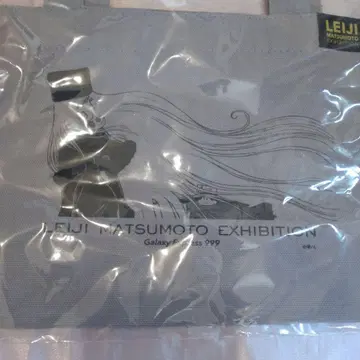 LEIJI
MATSUMOTO
LEIJI MATSUMOTO EXHIBITION
Galaxy Express 999